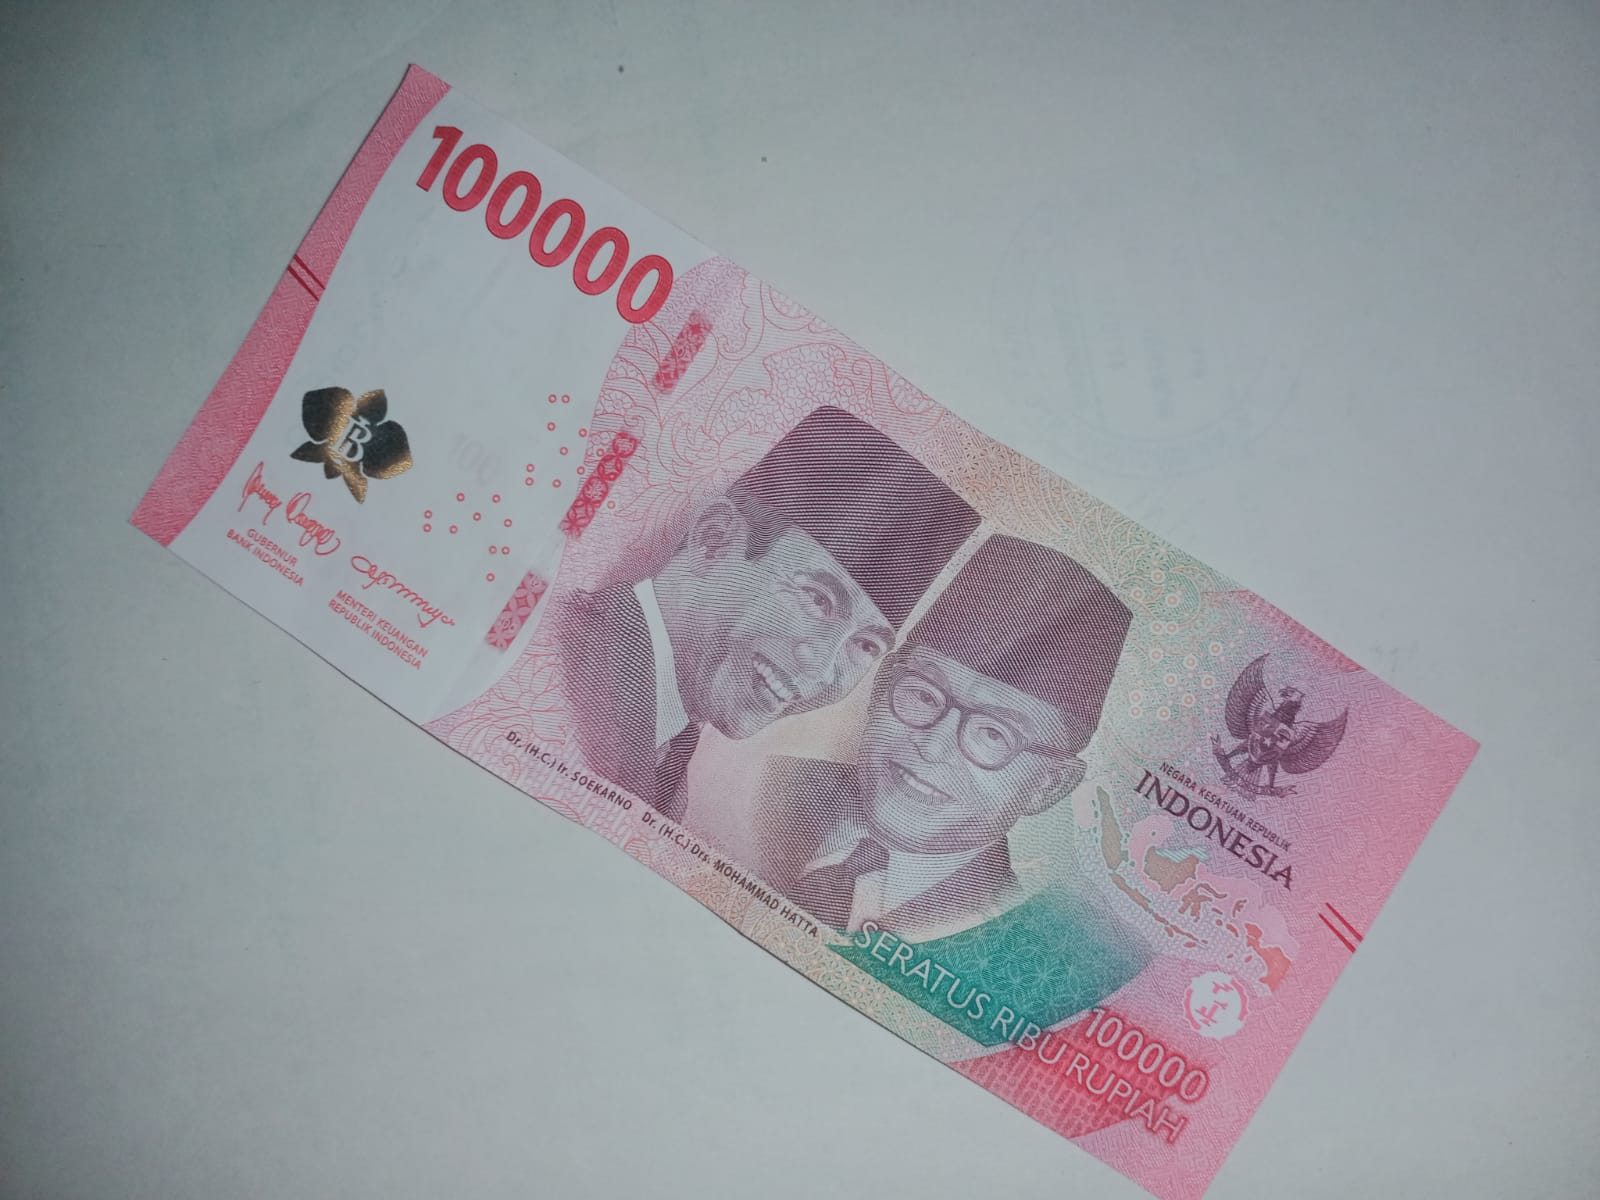 100000
100
GUBERNUR
BANK INDONESIA
MENTERI KEUANGAN
REPUBLIK INDONESIA
Dr. (H.C.) Ir. SOEKARNO
Dr. (H.C.) Drs. MOHAMMAD HATTA
NEGARA KESATUAN REPUBLIK
INDONESIA
SERATUS RIBU RUPIAH
100000